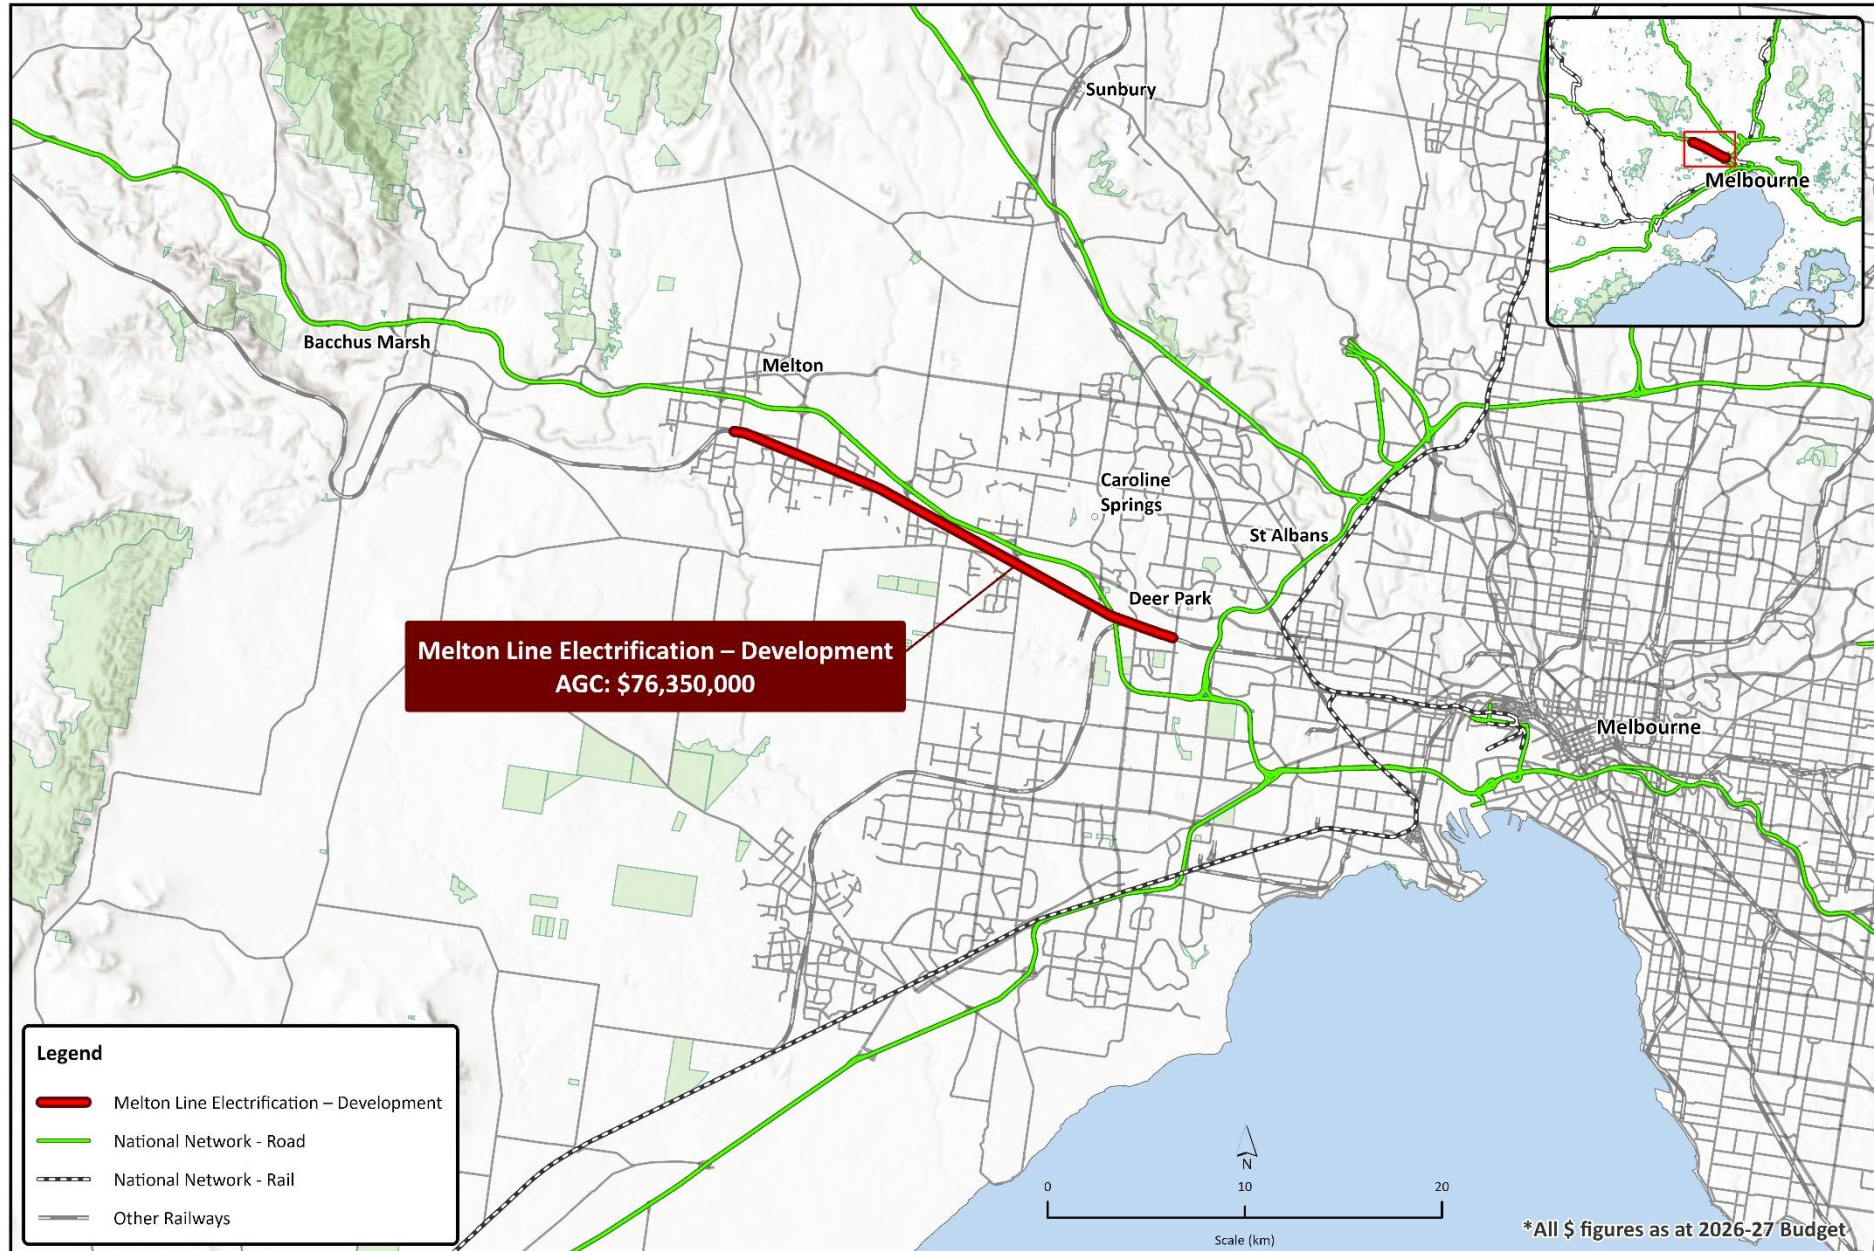 Sunbury
Melbourne
Bacchus Marsh
Melton
Caroline
Springs
St Albans
Deer Park
Melton Line Electrification – Development
AGC: $76,350,000
Melbourne
Legend
Melton Line Electrification – Development
National Network - Road
National Network - Rail
Other Railways
N
0 10 20
Scale (km)
*All $ figures as at 2026-27 Budget